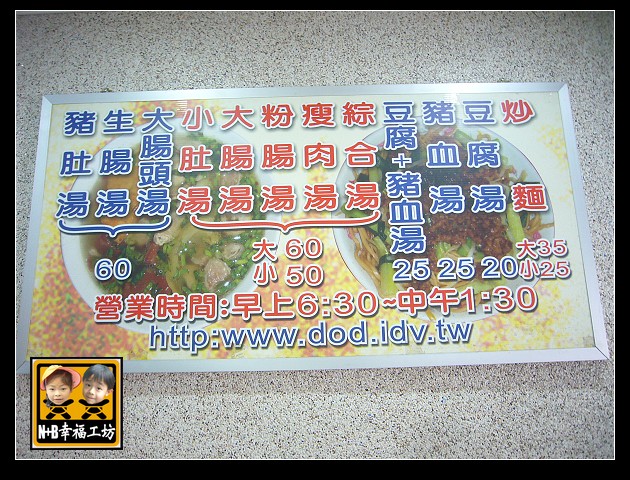 炒麵
大35
小25
豆腐湯
20
豬血湯
25
豆腐+豬血湯
25
綜合湯
瘦肉湯
粉腸湯
大腸湯
小肚湯
大60
小50
大腸頭湯
生腸湯
豬肚湯
60
營業時間:早上6:30~中午1:30
http:www.dod.idv.tw
N+B幸福工坊